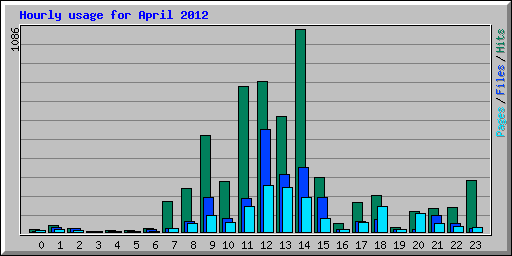 Hourly usage for April 2012
1086
Pages/Files/Hits
0 1 2 3 4 5 6 7 8 9 10 11 12 13 14 15 16 17 18 19 20 21 22 23